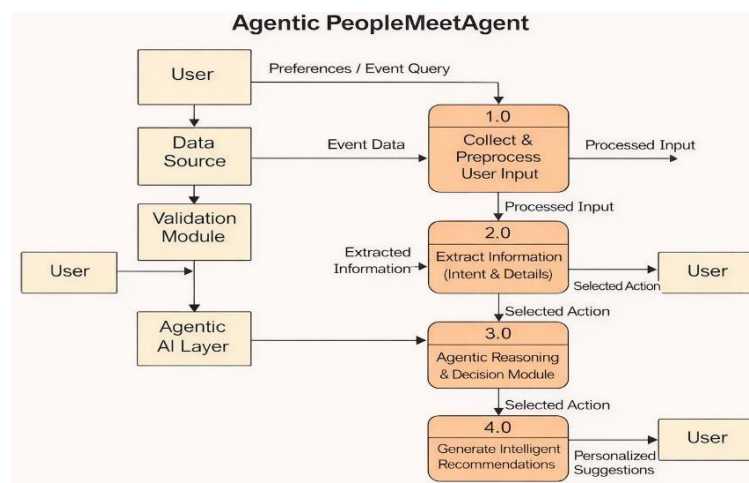 Agentic PeopleMeetAgent
User
Preferences / Event Query
1.0
Collect &
Preprocess
User Input
Data
Source
Event Data
Processed Input
Processed Input
Validation
Module
2.0
Extract Information
(Intent & Details)
Extracted
Information
User
User
Selected Action
Selected Action
Agentic
AI Layer
3.0
Agentic Reasoning
& Decision Module
Selected Action
4.0
Generate Intelligent
Recommendations
User
Personalized
Suggestions